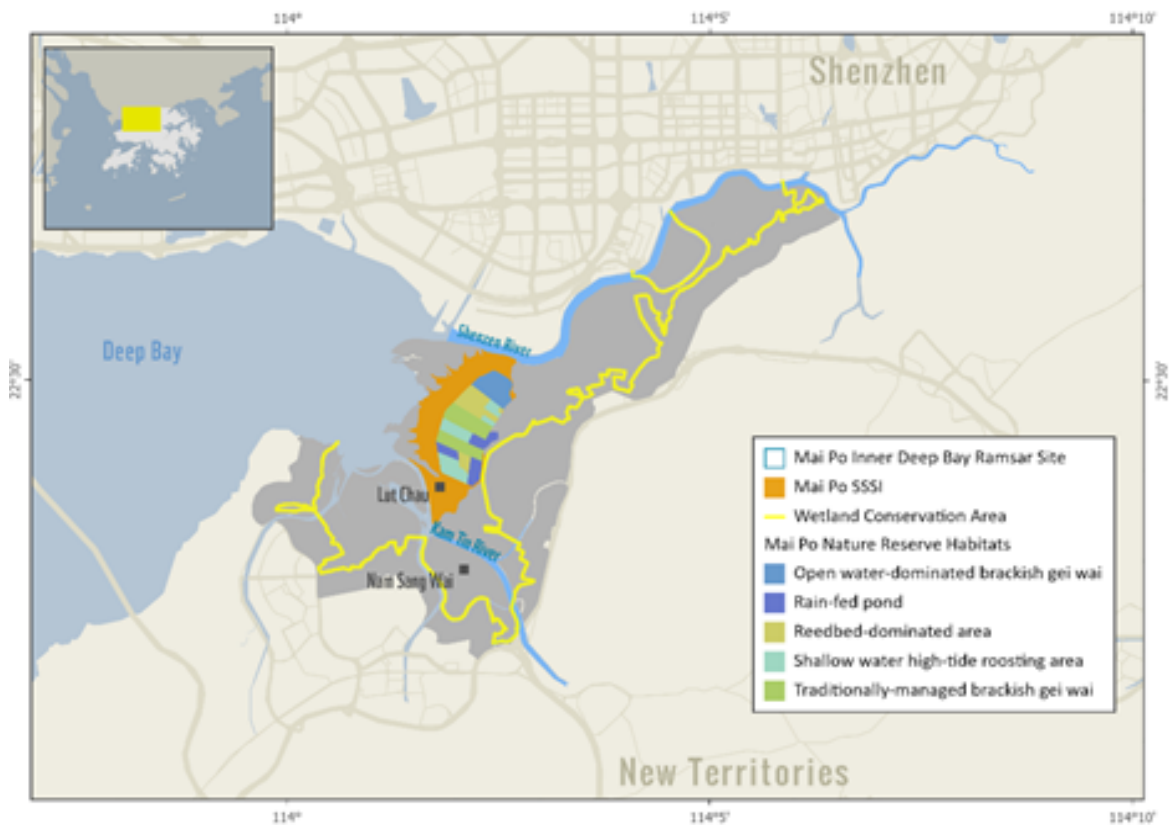 114°
114°5'
114°10'
Shenzhen
Shenzen River
Deep Bay
22°30'
22°30'
Mai Po Inner Deep Bay Ramsar Site
Mai Po SSSI
Wetland Conservation Area
Mai Po Nature Reserve Habitats
Open water-dominated brackish gei wai
Rain-fed pond
Reedbed-dominated area
Shallow water high-tide roosting area
Traditionally-managed brackish gei wai
Lut Chau
Kam Tin River
Nam Sang Wai
New Territories
114°
114°5'
114°10'